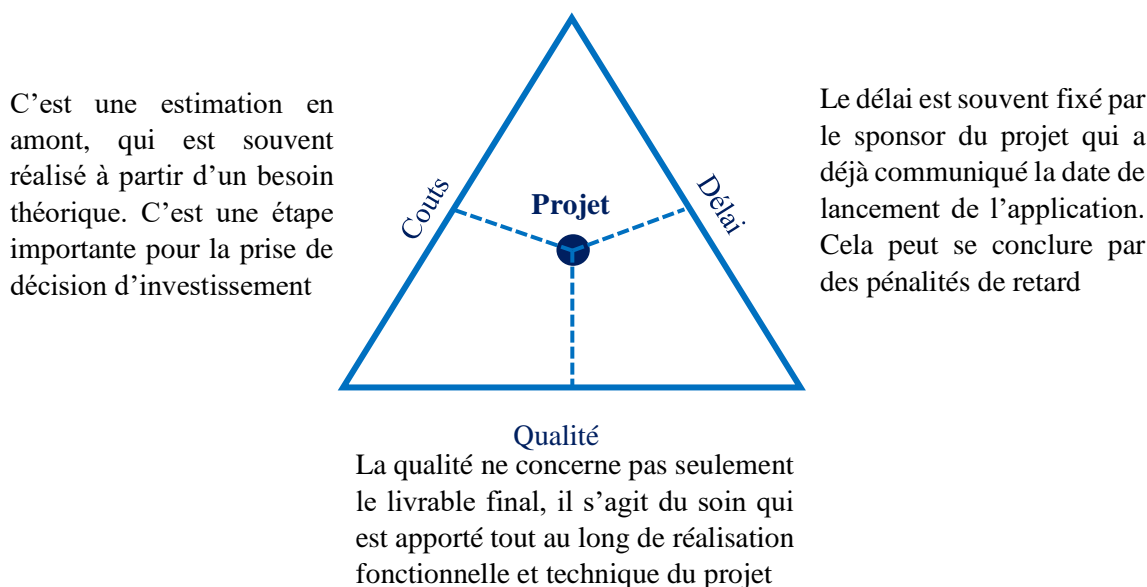 C’est une estimation en
amont, qui est souvent
réalisé à partir d’un besoin
théorique. C’est une étape
importante pour la prise de
décision d’investissement
Couts
Projet
Délai
Le délai est souvent fixé par
le sponsor du projet qui a
déjà communiqué la date de
lancement de l’application.
Cela peut se conclure par
des pénalités de retard
Qualité
La qualité ne concerne pas seulement
le livrable final, il s’agit du soin qui
est apporté tout au long de réalisation
fonctionnelle et technique du projet